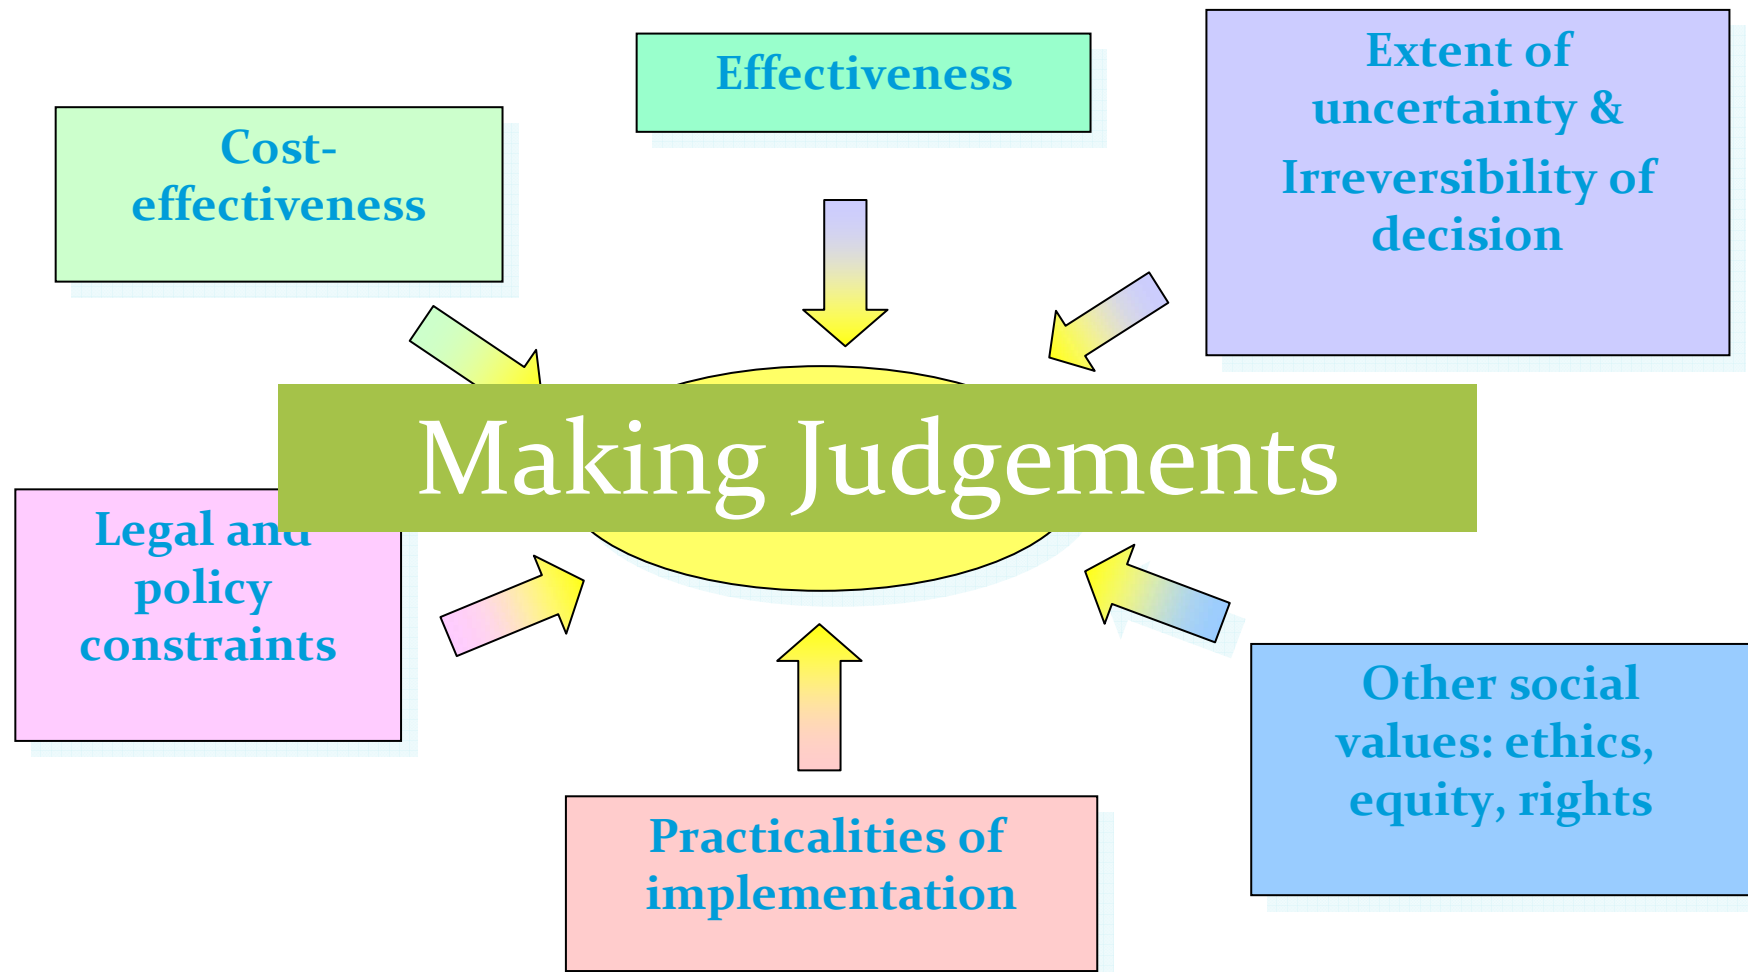 Effectiveness
Extent of
uncertainty &
Irreversibility of
decision
Cost-
effectiveness
Making Judgements
Legal and
policy
constraints
Other social
values: ethics,
equity, rights
Practicalities of
implementation